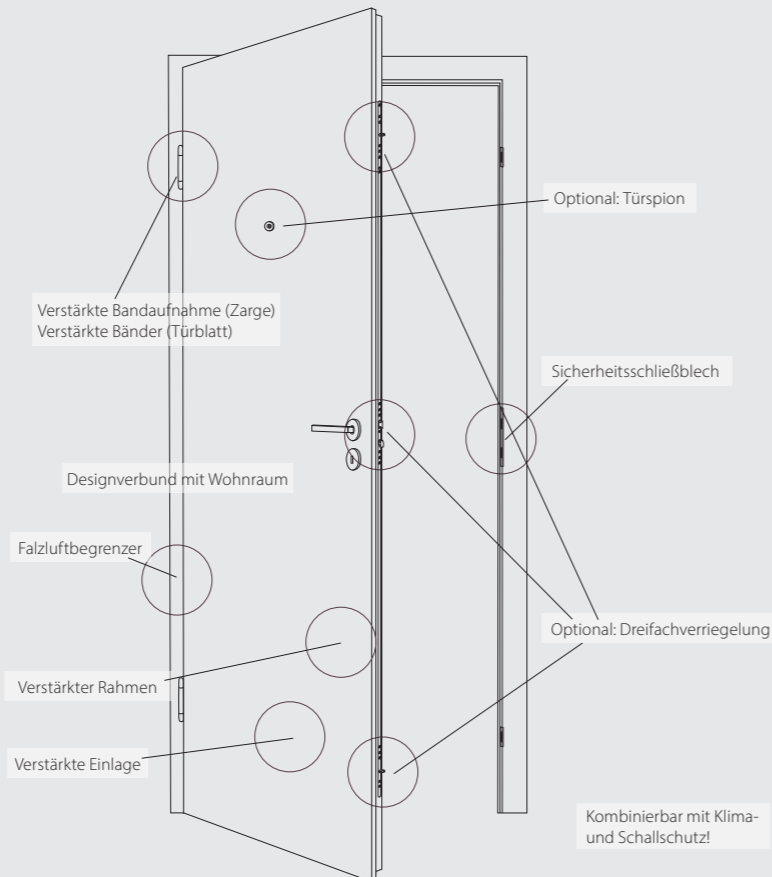 Optional: Türspion
Verstärkte Bandaufnahme (Zarge)
Verstärkte Bänder (Türblatt)
Sicherheitsschließblech
Designverbund mit Wohnraum
Falzluftbegrenzer
Optional: Dreifachverriegelung
Verstärkter Rahmen
Verstärkte Einlage
Kombinierbar mit Klima-
und Schallschutz!